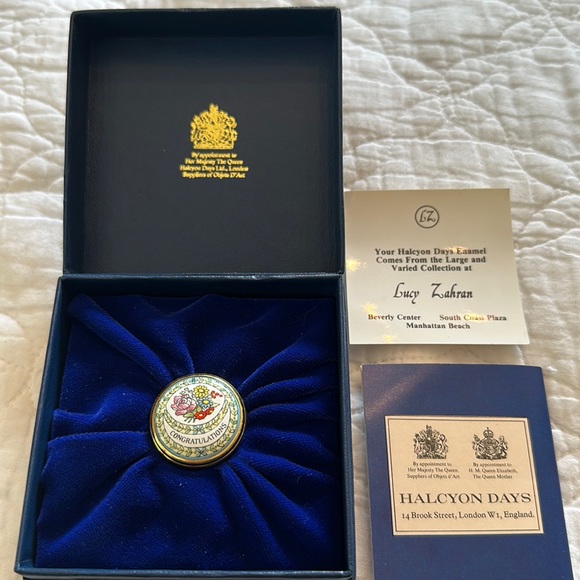 By appointment to
Her Majesty The Queen
Halcyon Days Ltd., London
Suppliers of Objets D'Art
CONGRATULATIONS
LZ
Your Halcyon Days Enamel
Comes From the Large and
Varied Collection at
Lucy Zahran
Beverly Center South Coast Plaza
Manhattan Beach
By appointment to
Her Majesty The Queen,
Suppliers of Objets d'Art
By appointment to
H. M. Queen Elizabeth,
The Queen Mother
HALCYON DAYS
14 Brook Street, London W1, England.